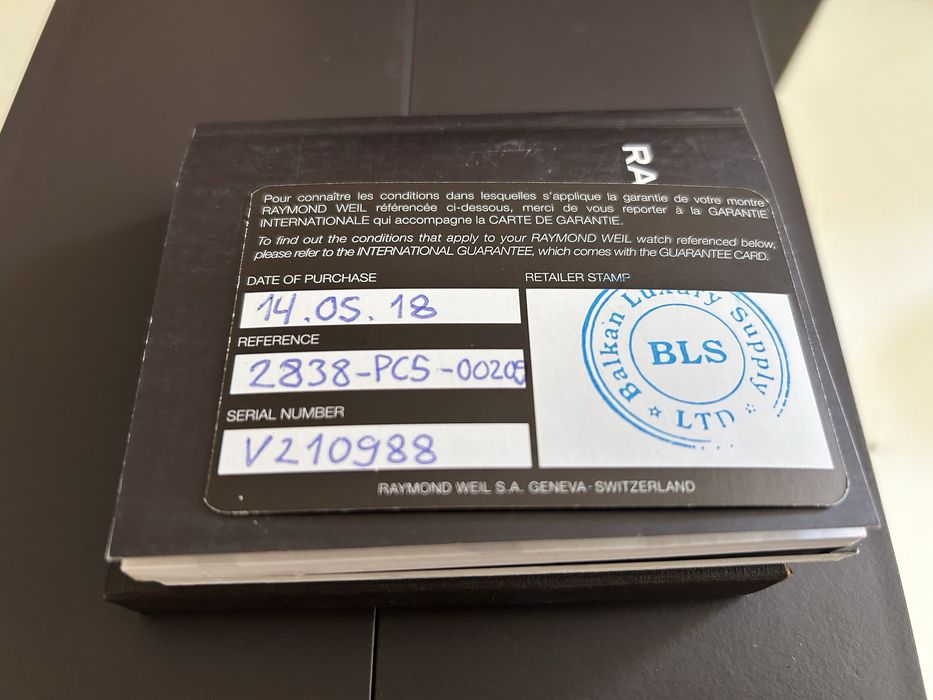 RA
Pour connaître les conditions dans lesquelles s'applique la garantie de votre montre
RAYMOND WEIL référencée ci-dessous, merci de vous reporter à la GARANTIE
INTERNATIONALE qui accompagne la CARTE DE GARANTIE.
To find out the conditions that apply to your RAYMOND WEIL watch referenced below,
please refer to the INTERNATIONAL GUARANTEE, which comes with the GUARANTEE CARD.
DATE OF PURCHASE
14.05.18
REFERENCE
2838-PC5-00209
SERIAL NUMBER
V210988
RETAILER STAMP
Balkan Luxury Supply
BLS
LTD
RAYMOND WEIL S.A. GENEVA-SWITZERLAND